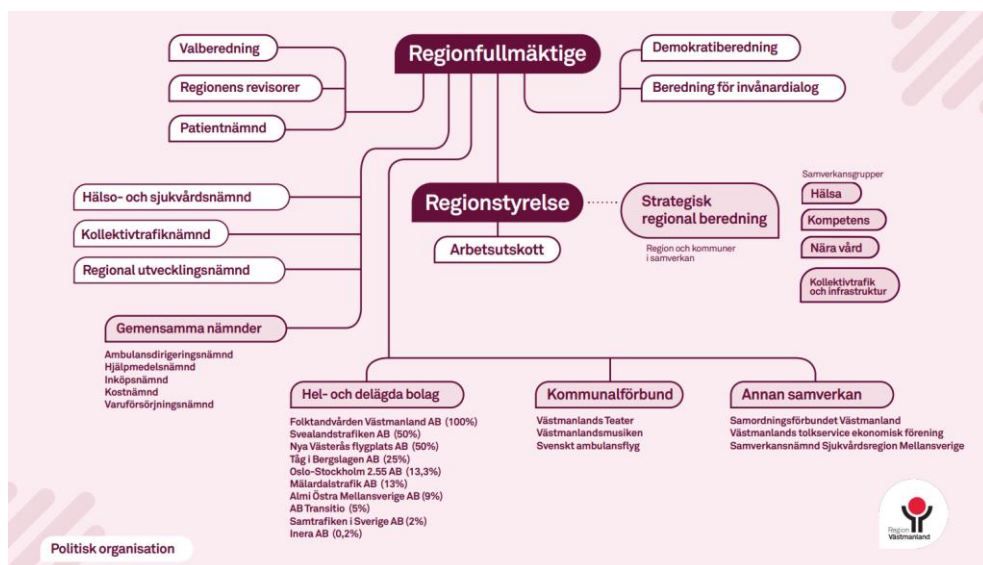 Regionfullmäktige
Valberedning
Regionens revisorer
Patientnämnd
Demokratiberedning
Beredning för invånardialog
Hälso- och sjukvårdsnämnd
Kollektivtrafiknämnd
Regional utvecklingsnämnd
Gemensamma nämnder
Ambulansdirigeringsnämnd
Hjälpmedelsnämnd
Inköpsnämnd
Kostnämnd
Varuförsörjningsnämnd
Regionstyrelse
Arbetsutskott
Strategisk
regional beredning
Region och kommuner
i samverkan
Samverkansgrupper
Hälsa
Kompetens
Nära vård
Kollektivtrafik
och infrastruktur
Hel- och delägda bolag
Folktandvården Västmanland AB (100%)
Svealandstrafiken AB (50%)
Nya Västerås flygplats AB (50%)
Tåg i Bergslagen AB (25%)
Oslo-Stockholm 2.55 AB (13,3%)
Mälardalstrafik AB (13%)
Almi Östra Mellansverige AB (9%)
AB Transitio (5%)
Samtrafiken i Sverige AB (2%)
Inera AB (0,2%)
Kommunalförbund
Västmanlands Teater
Västmanlandsmusiken
Svenskt ambulansflyg
Annan samverkan
Samordningsförbundet Västmanland
Västmanlands tolkservice ekonomisk förening
Samverkansnämnd Sjukvårdsregion Mellansverige
Politisk organisation
Region
Västmanland